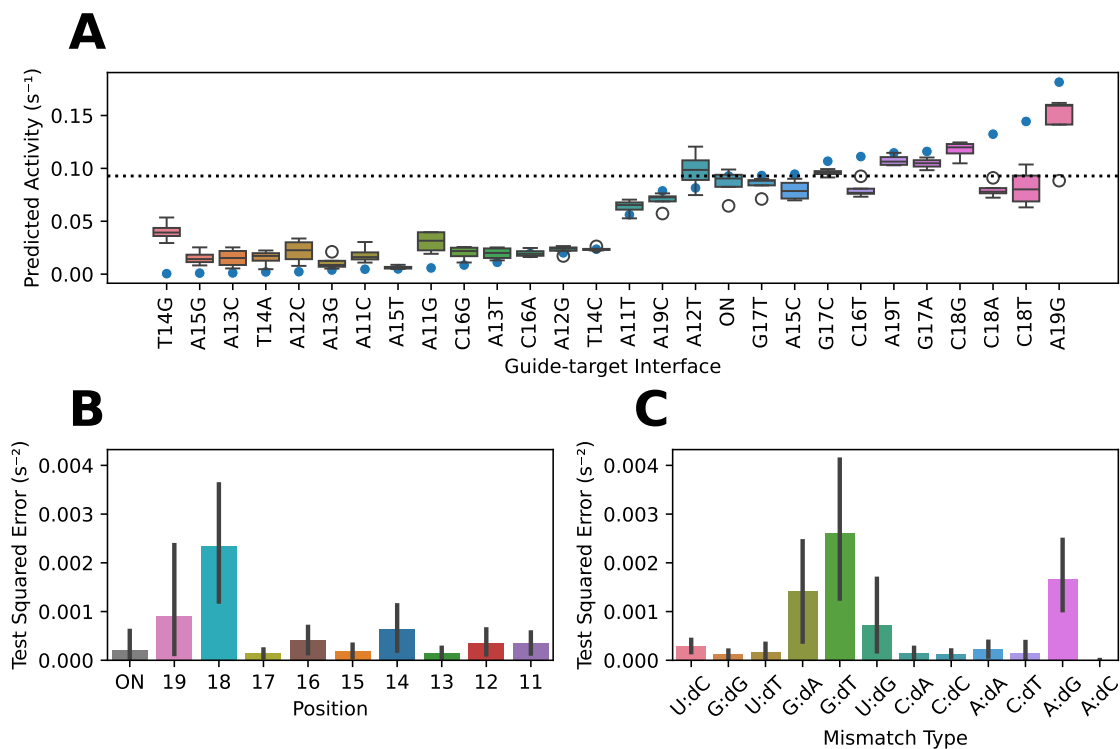 A
Predicted Activity (s⁻¹)
0.15
0.10
0.05
0.00
T14G A15G A13C T14A A12C A13G A11C A15T A11G C16G A13T C16A A12G T14C A11T A19C A12T ON G17T A15C G17C C16T A19T G17A C18G C18A C18T A19G
Guide-target Interface
B
Test Squared Error (s⁻²)
0.004
0.003
0.002
0.001
0.000
ON 19 18 17 16 15 14 13 12 11
Position
C
Test Squared Error (s⁻²)
0.004
0.003
0.002
0.001
0.000
U:dC G:dG U:dT G:dA G:dT U:dG C:dA C:dC A:dA C:dT A:dG A:dC
Mismatch Type